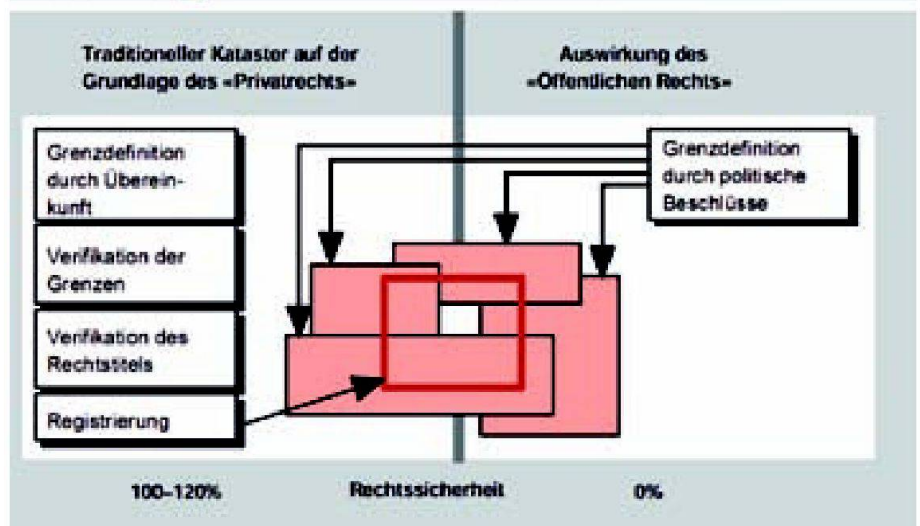 Traditioneller Kataster auf der
Grundlage des «Privatrechts»
Auswirkung des
«Öffentlichen Rechts»
Grenzdefinition
durch Überein-
kunft
Verifikation der
Grenzen
Verifikation des
Rechtstitels
Registrierung
Grenzdefinition
durch politische
Beschlüsse
100–120%
Rechtssicherheit
0%